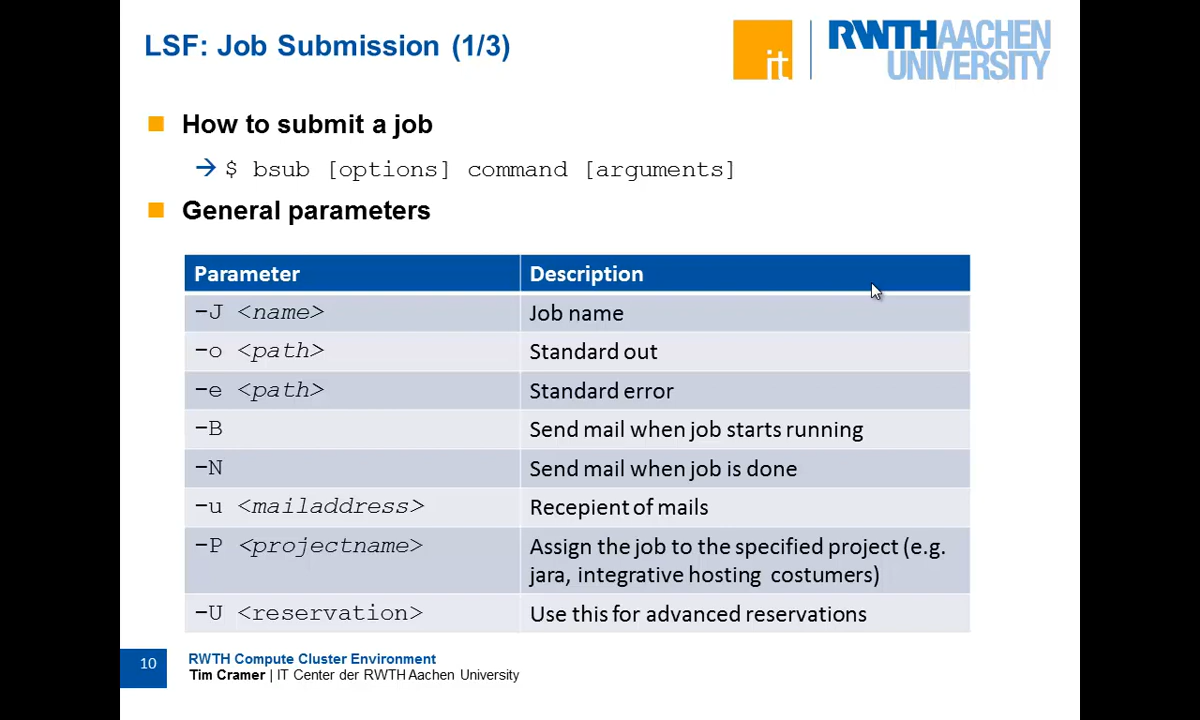 LSF: Job Submission (1/3)
it
RWTHAACHEN
UNIVERSITY
How to submit a job
→ $ bsub [options] command [arguments]
General parameters
Parameter Description
-J <name> Job name
-o <path> Standard out
-e <path> Standard error
-B Send mail when job starts running
-N Send mail when job is done
-u <mailaddress> Recepient of mails
-P <projectname> Assign the job to the specified project (e.g.
jara, integrative hosting costumers)
-U <reservation> Use this for advanced reservations
10 RWTH Compute Cluster Environment
Tim Cramer | IT Center der RWTH Aachen University